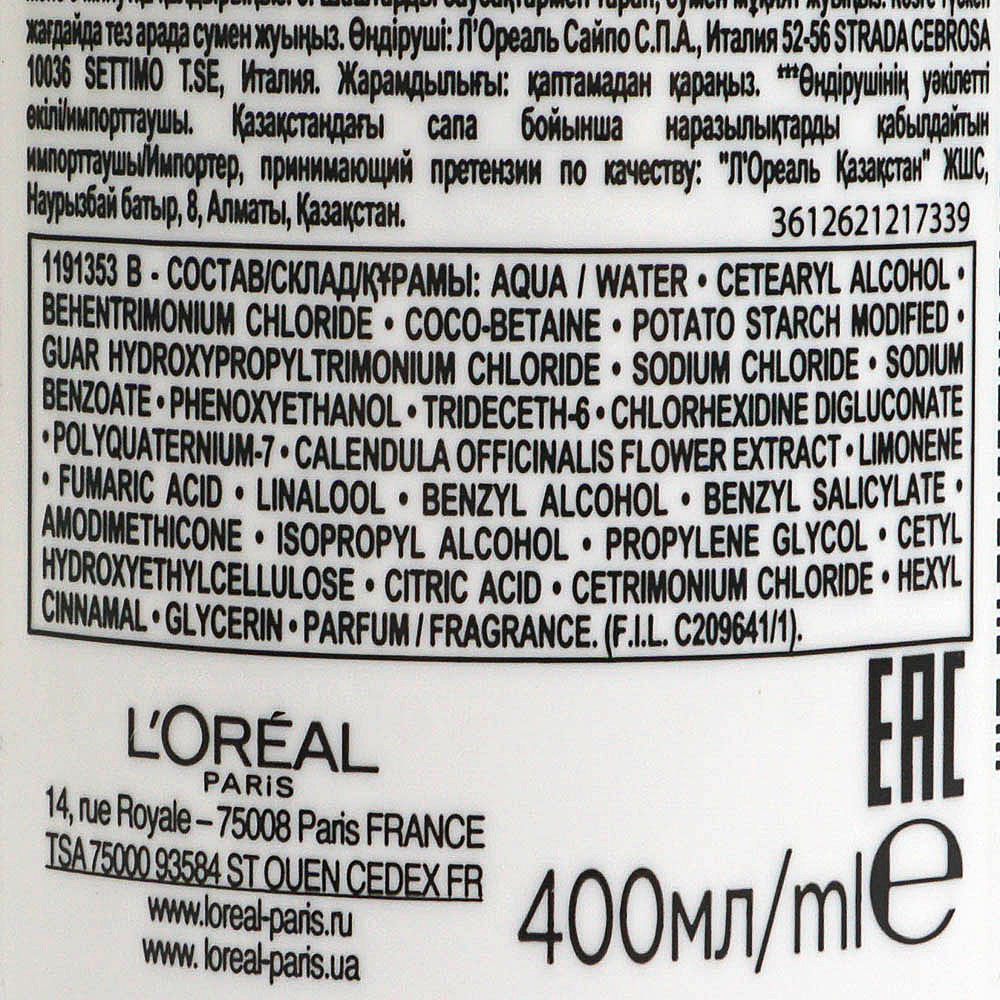 жағдайда тез арада сумен жуыңыз. Өндіруші: Л'Ореаль Сайпо С.П.А., Италия 52-56 STRADA CEBROSA
10036 SETTIMO T.SE, Италия. Жарамдылығы: қаптамадан қараңыз. ***Өндірушінің уәкілетті
өкілі/импорттаушы. Қазақстандағы сапа бойынша наразылықтарды қабылдайтын
импорттаушы/Импортер, принимающий претензии по качеству: "Л'Ореаль Қазақстан" ЖШС,
Наурызбай батыр, 8, Алматы, Қазақстан.
3612621217339
1191353 B - СОСТАВ/СКЛАД/ҚҰРАМЫ: AQUA / WATER • CETEARYL ALCOHOL •
BEHENTRIMONIUM CHLORIDE • COCO-BETAINE • POTATO STARCH MODIFIED •
GUAR HYDROXYPROPYLTRIMONIUM CHLORIDE • SODIUM CHLORIDE • SODIUM
BENZOATE • PHENOXYETHANOL • TRIDECETH-6 • CHLORHEXIDINE DIGLUCONATE
• POLYQUATERNIUM-7 • CALENDULA OFFICINALIS FLOWER EXTRACT • LIMONENE
• FUMARIC ACID • LINALOOL • BENZYL ALCOHOL • BENZYL SALICYLATE •
AMODIMETHICONE • ISOPROPYL ALCOHOL • PROPYLENE GLYCOL • CETYL
HYDROXYETHYLCELLULOSE • CITRIC ACID • CETRIMONIUM CHLORIDE • HEXYL
CINNAMAL • GLYCERIN • PARFUM / FRAGRANCE. (F.I.L. C209641/1).
EAC
L'ORÉAL
PARIS
14, rue Royale – 75008 Paris FRANCE
TSA 75000 93584 ST OUEN CEDEX FR
www.loreal-paris.ru
www.loreal-paris.ua
400мл/ml e